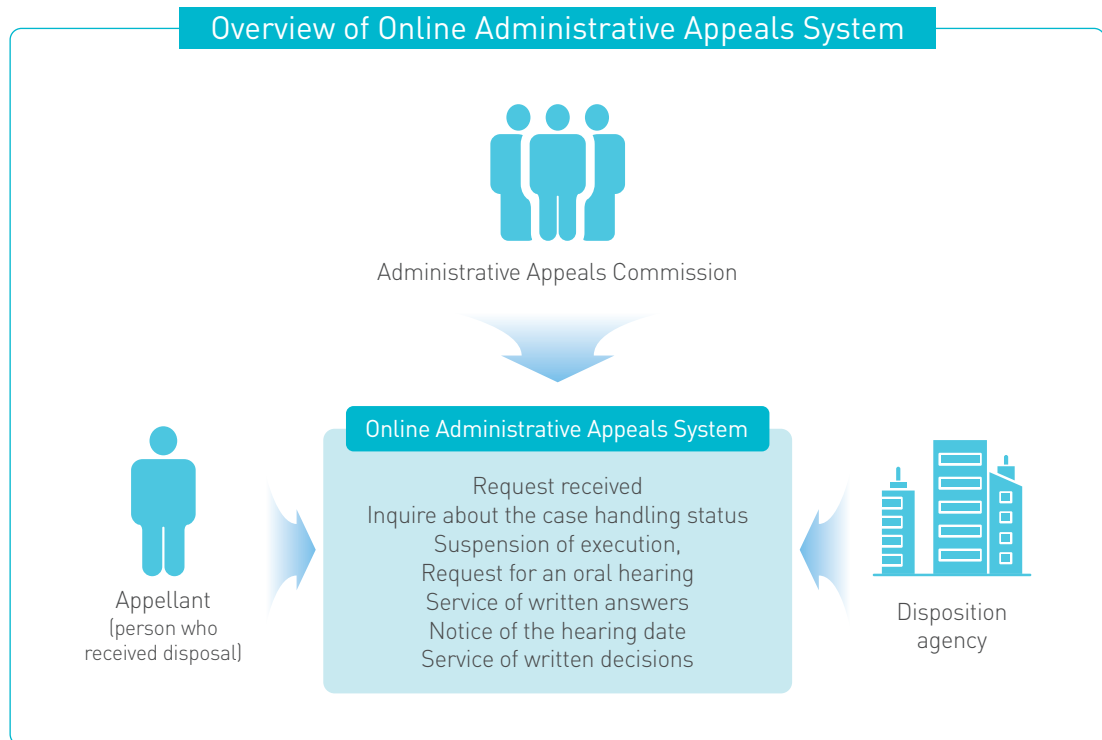 Overview of Online Administrative Appeals System
Administrative Appeals Commission
Online Administrative Appeals System
Request received
Inquire about the case handling status
Suspension of execution,
Request for an oral hearing
Service of written answers
Notice of the hearing date
Service of written decisions
Appellant
(person who
received disposal)
Disposition
agency